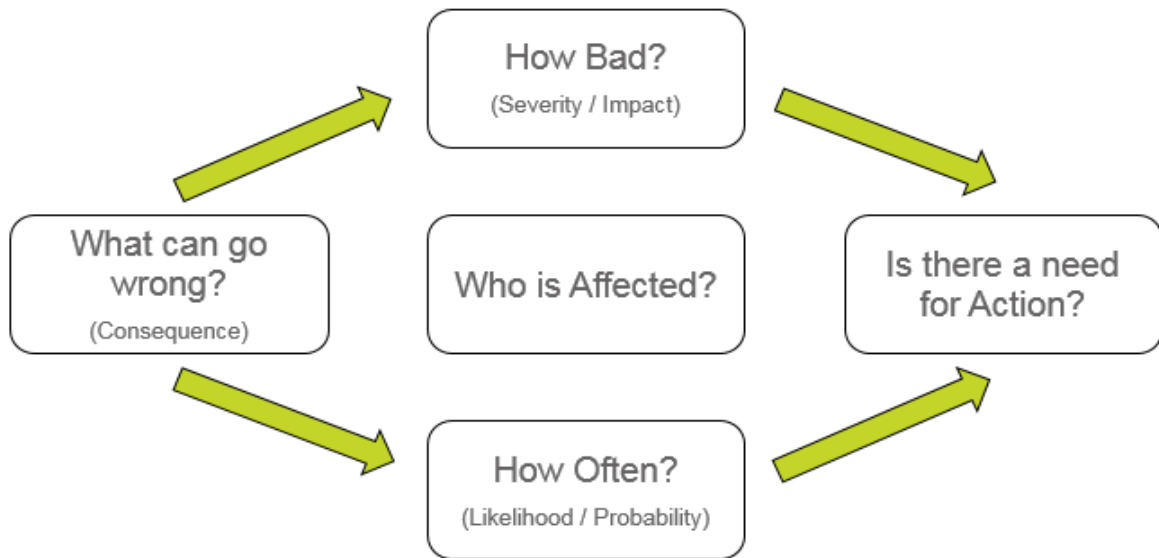 How Bad?
(Severity / Impact)
What can go
wrong?
(Consequence)
Who is Affected?
Is there a need
for Action?
How Often?
(Likelihood / Probability)